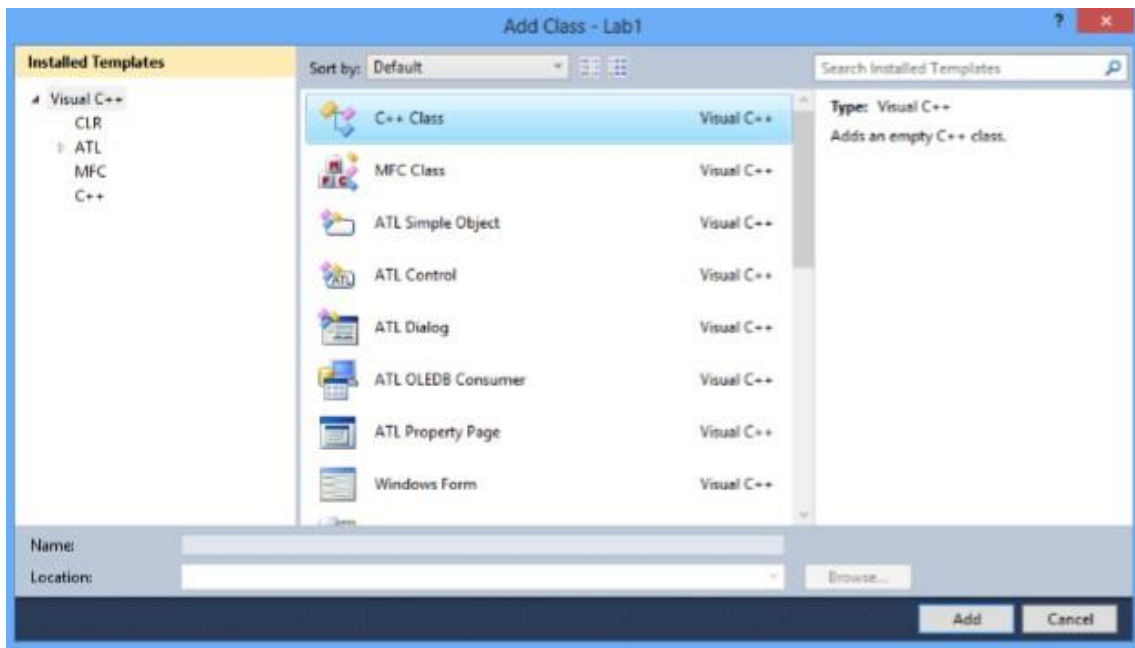 Add Class - Lab1
?
Installed Templates
Sort by: Default
Search Installed Templates
Visual C++
CLR
ATL
MFC
C++
C++ Class Visual C++
MFC Class Visual C++
ATL Simple Object Visual C++
ATL Control Visual C++
ATL Dialog Visual C++
ATL OLEDB Consumer Visual C++
ATL Property Page Visual C++
Windows Form Visual C++
Type: Visual C++
Adds an empty C++ class.
Name:
Location:
Browse...
Add
Cancel